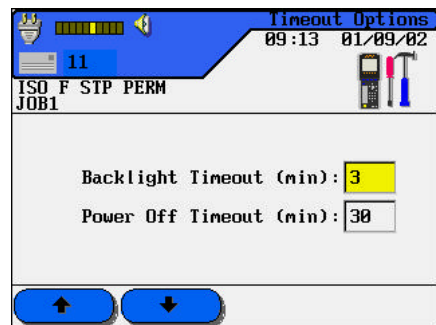 Timeout Options
09:13 01/09/02
11
ISO F STP PERM
JOB1
Backlight Timeout (min): 3
Power Off Timeout (min): 30